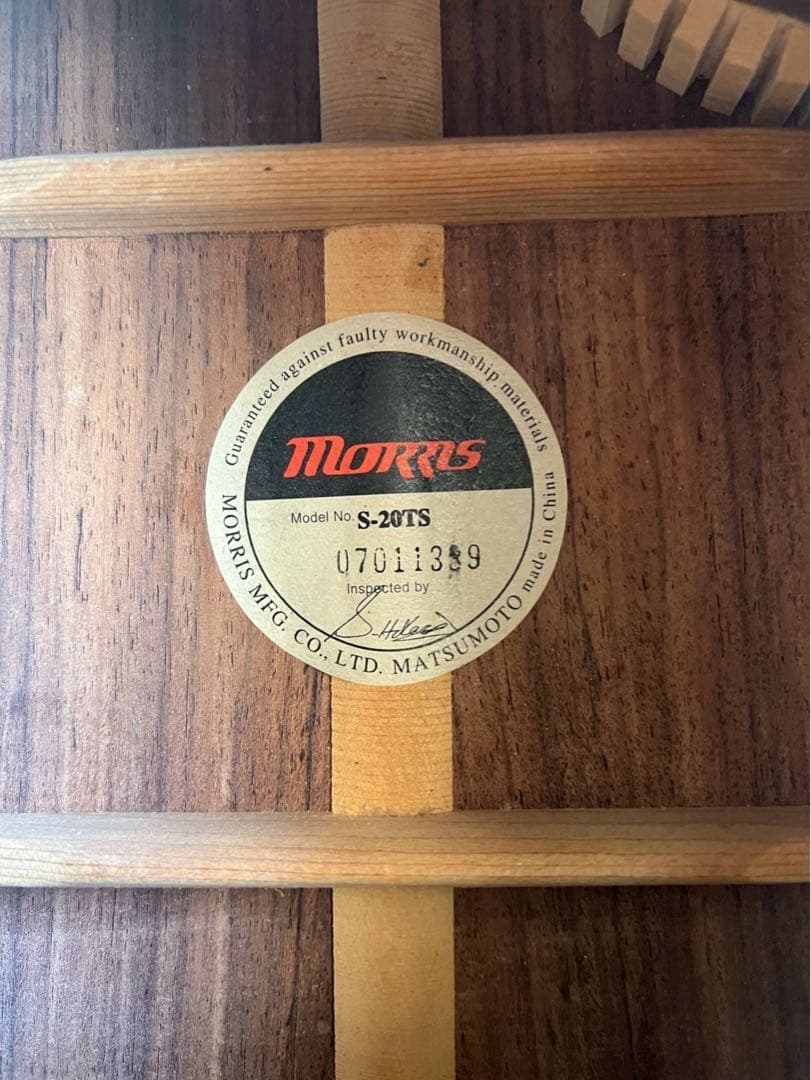 Guaranteed against faulty workmanship, materials
MORRIS
Model No. S-20TS
Inspected by
MORRIS MFG. CO., LTD. MATSUMOTO made in China